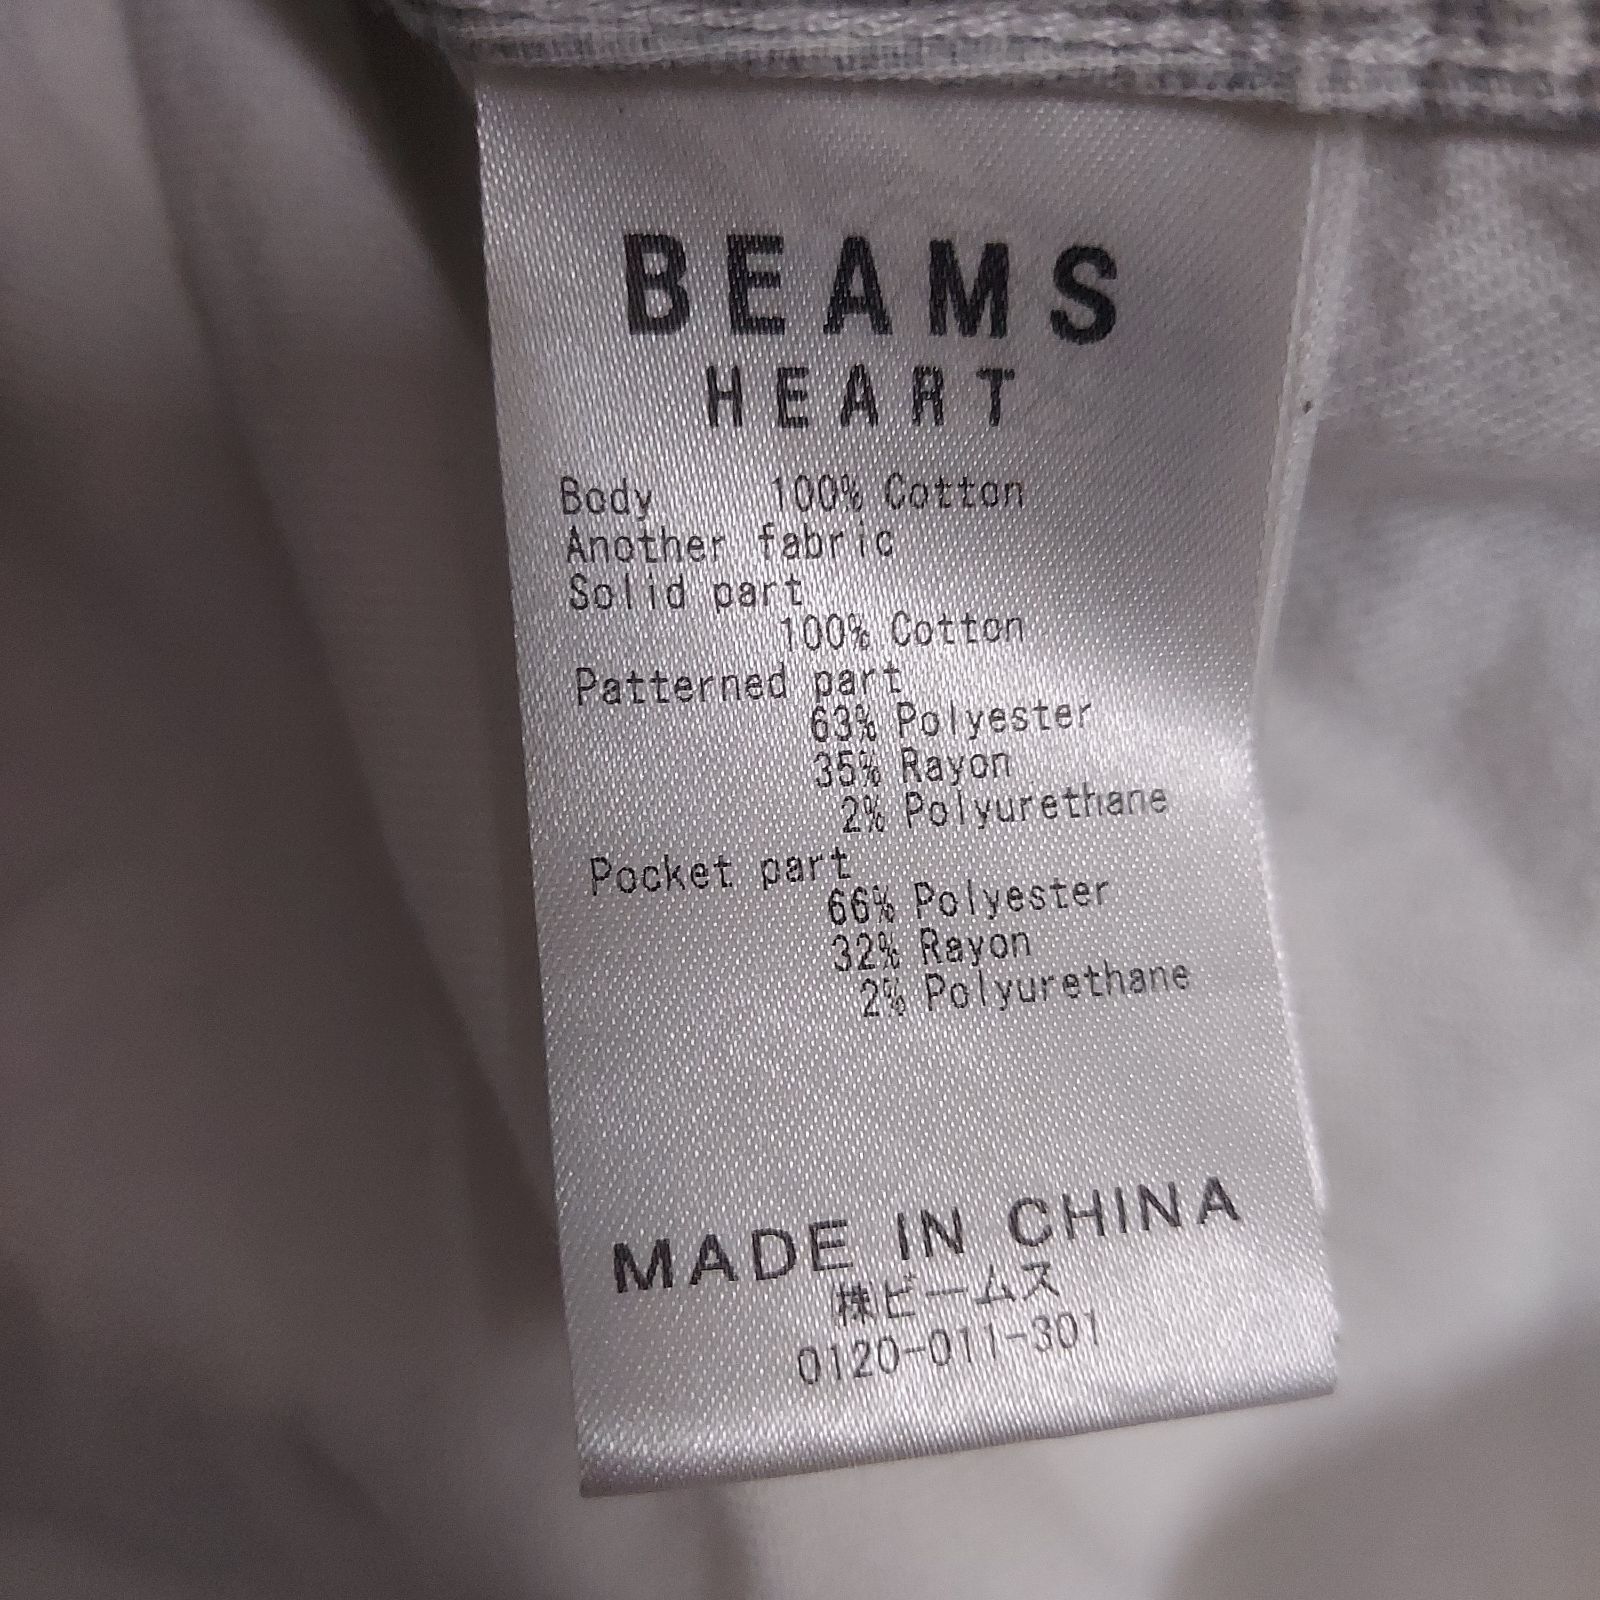 BEAMS
HEART
Body 100% Cotton
Another fabric
Solid part
100% Cotton
Patterned part
63% Polyester
35% Rayon
2% Polyurethane
Pocket part
66% Polyester
32% Rayon
2% Polyurethane
MADE IN CHINA
㈱ビームス
0120-011-301